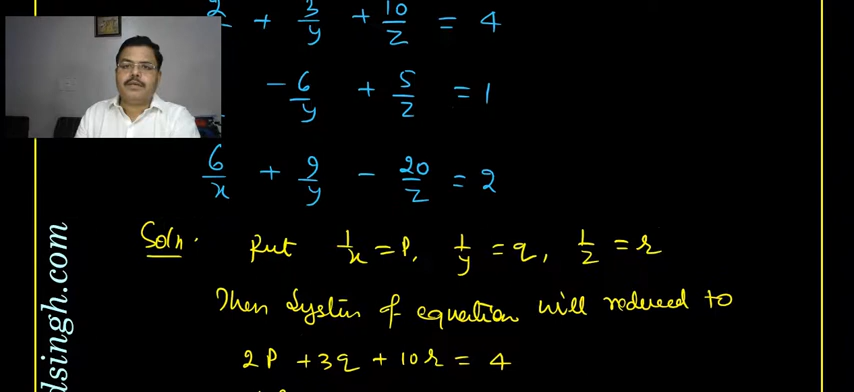 2/ + 3/y + 10/z = 4
- 6/y + 5/z = 1
6/x + 9/y - 20/z = 2
Soln. Put 1/x = P, 1/y = q, 1/z = r
Then System of equation will reduced to
2P + 3q + 10r = 4
dsingh.com